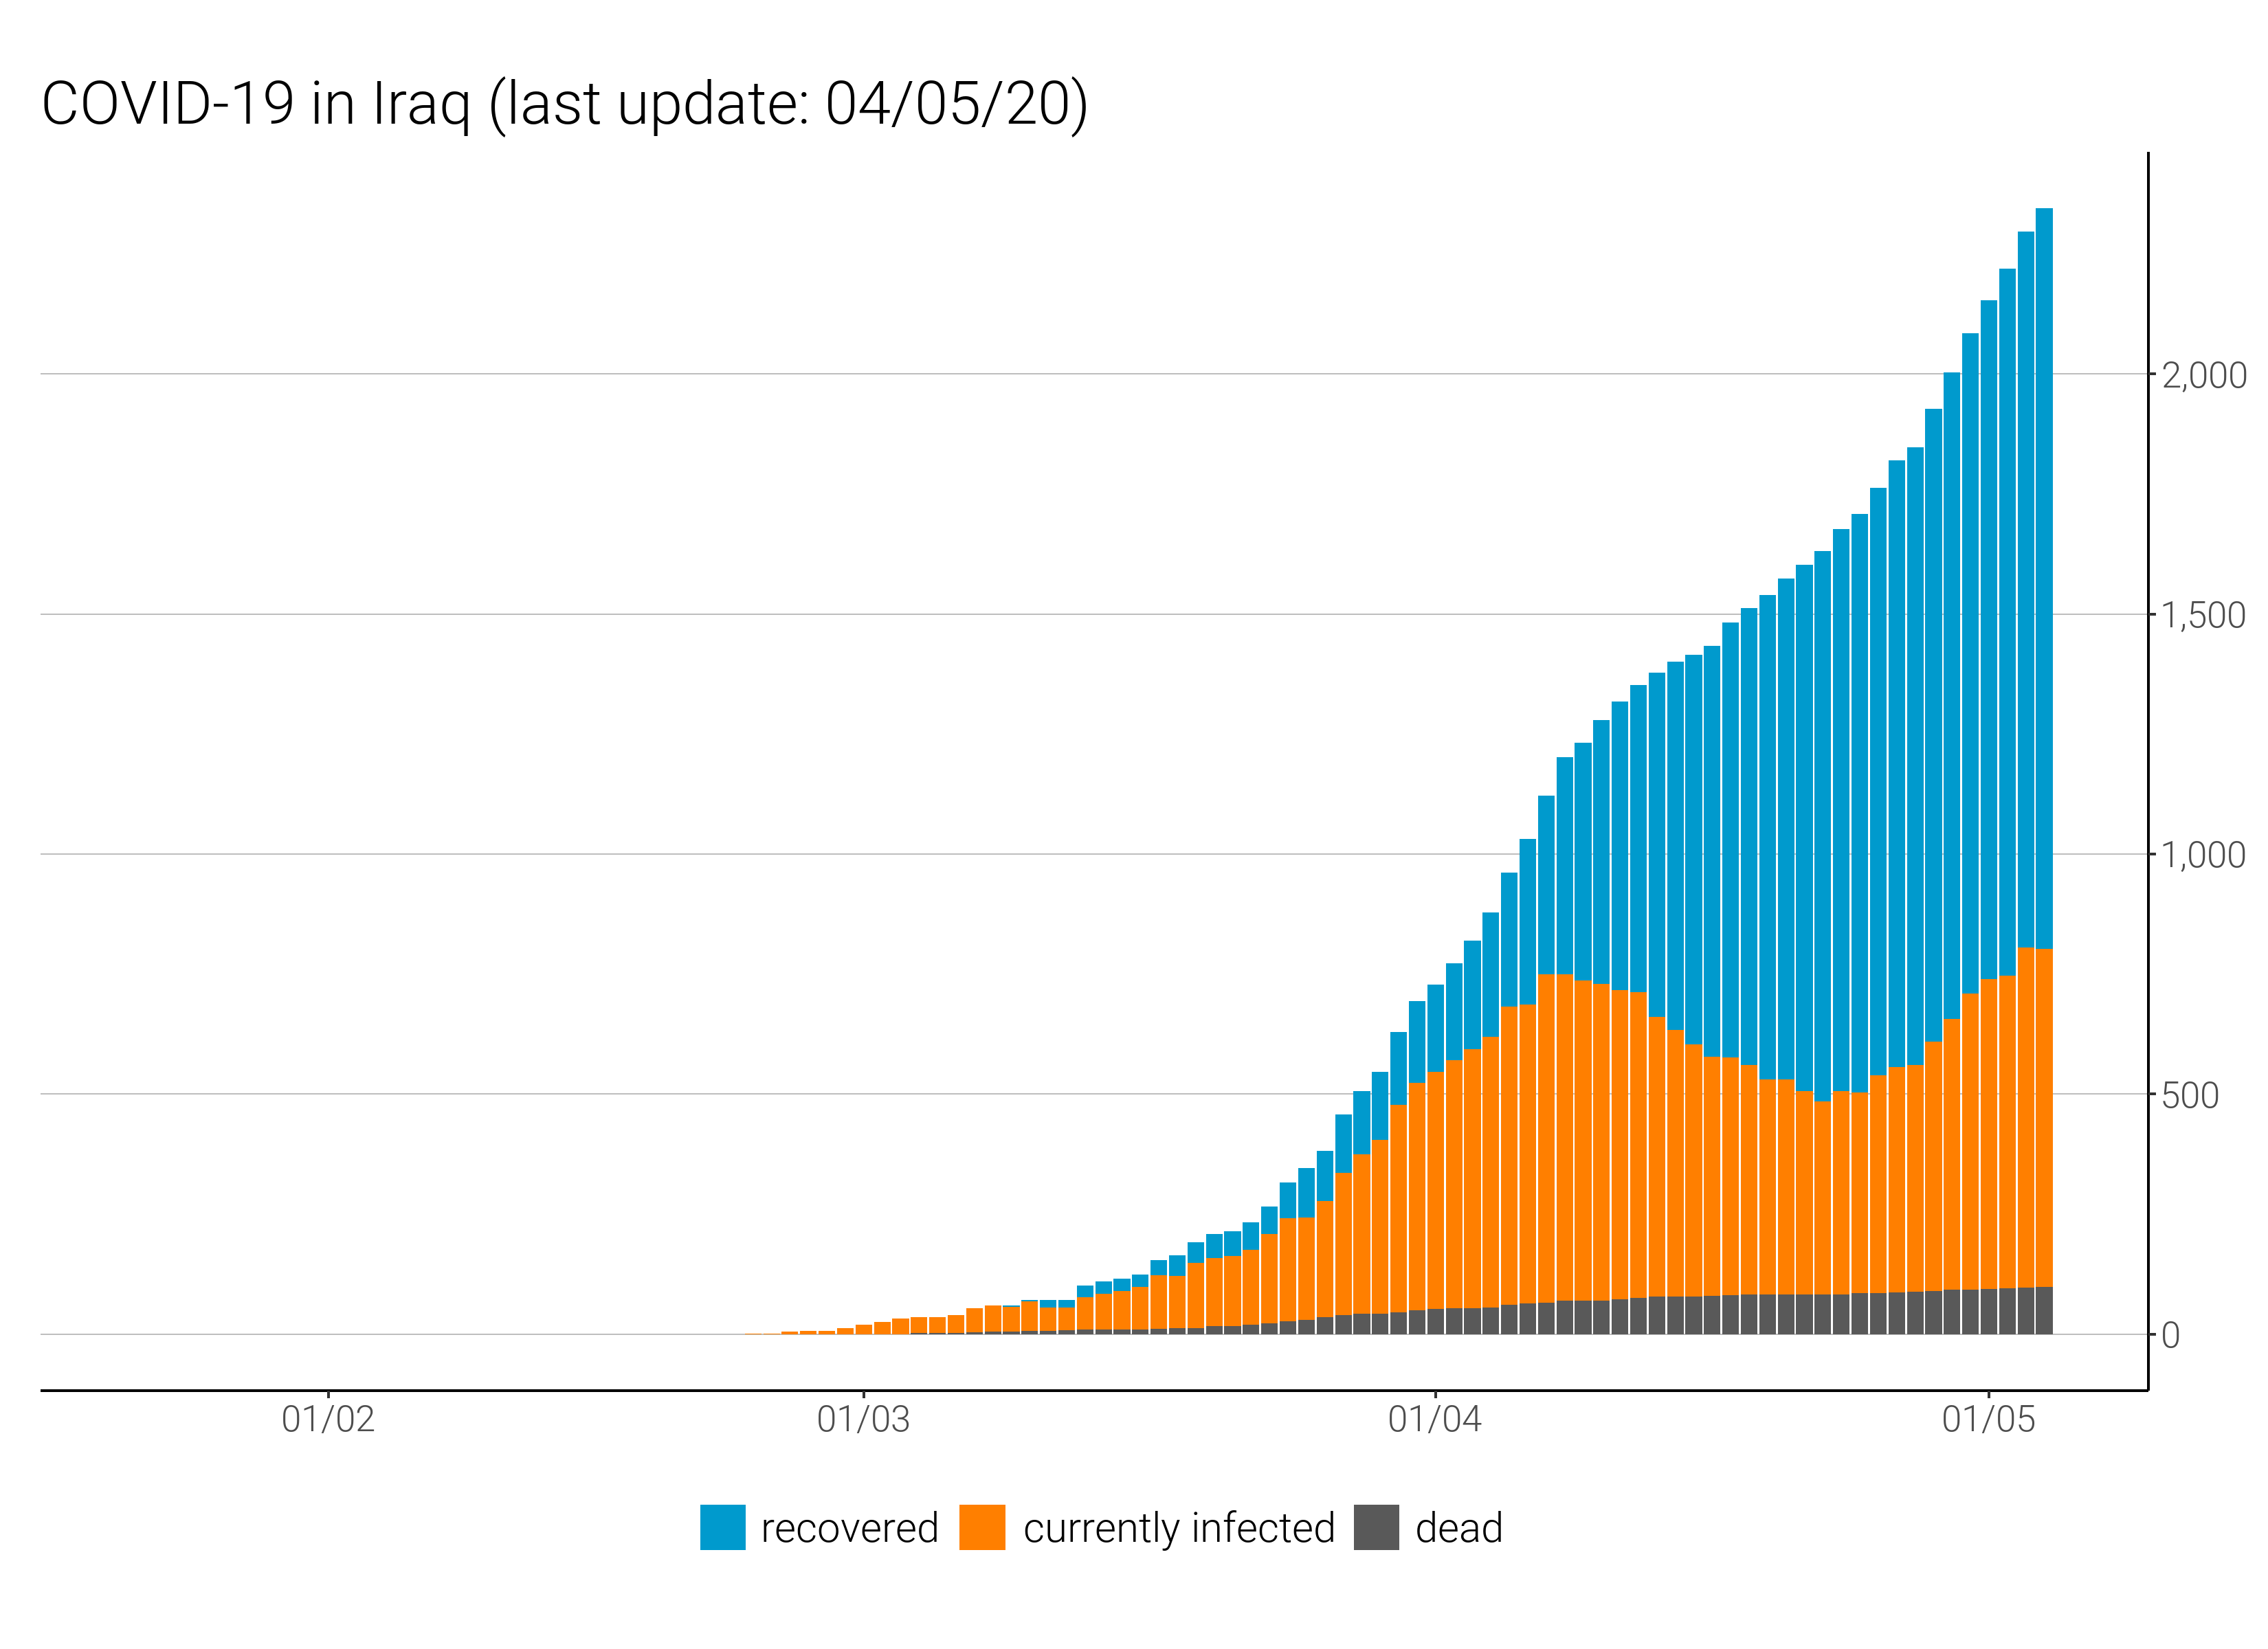 COVID-19 in Iraq (last update: 04/05/20)
2,000
1,500
1,000
500
0
01/02 01/03 01/04 01/05
recovered currently infected dead